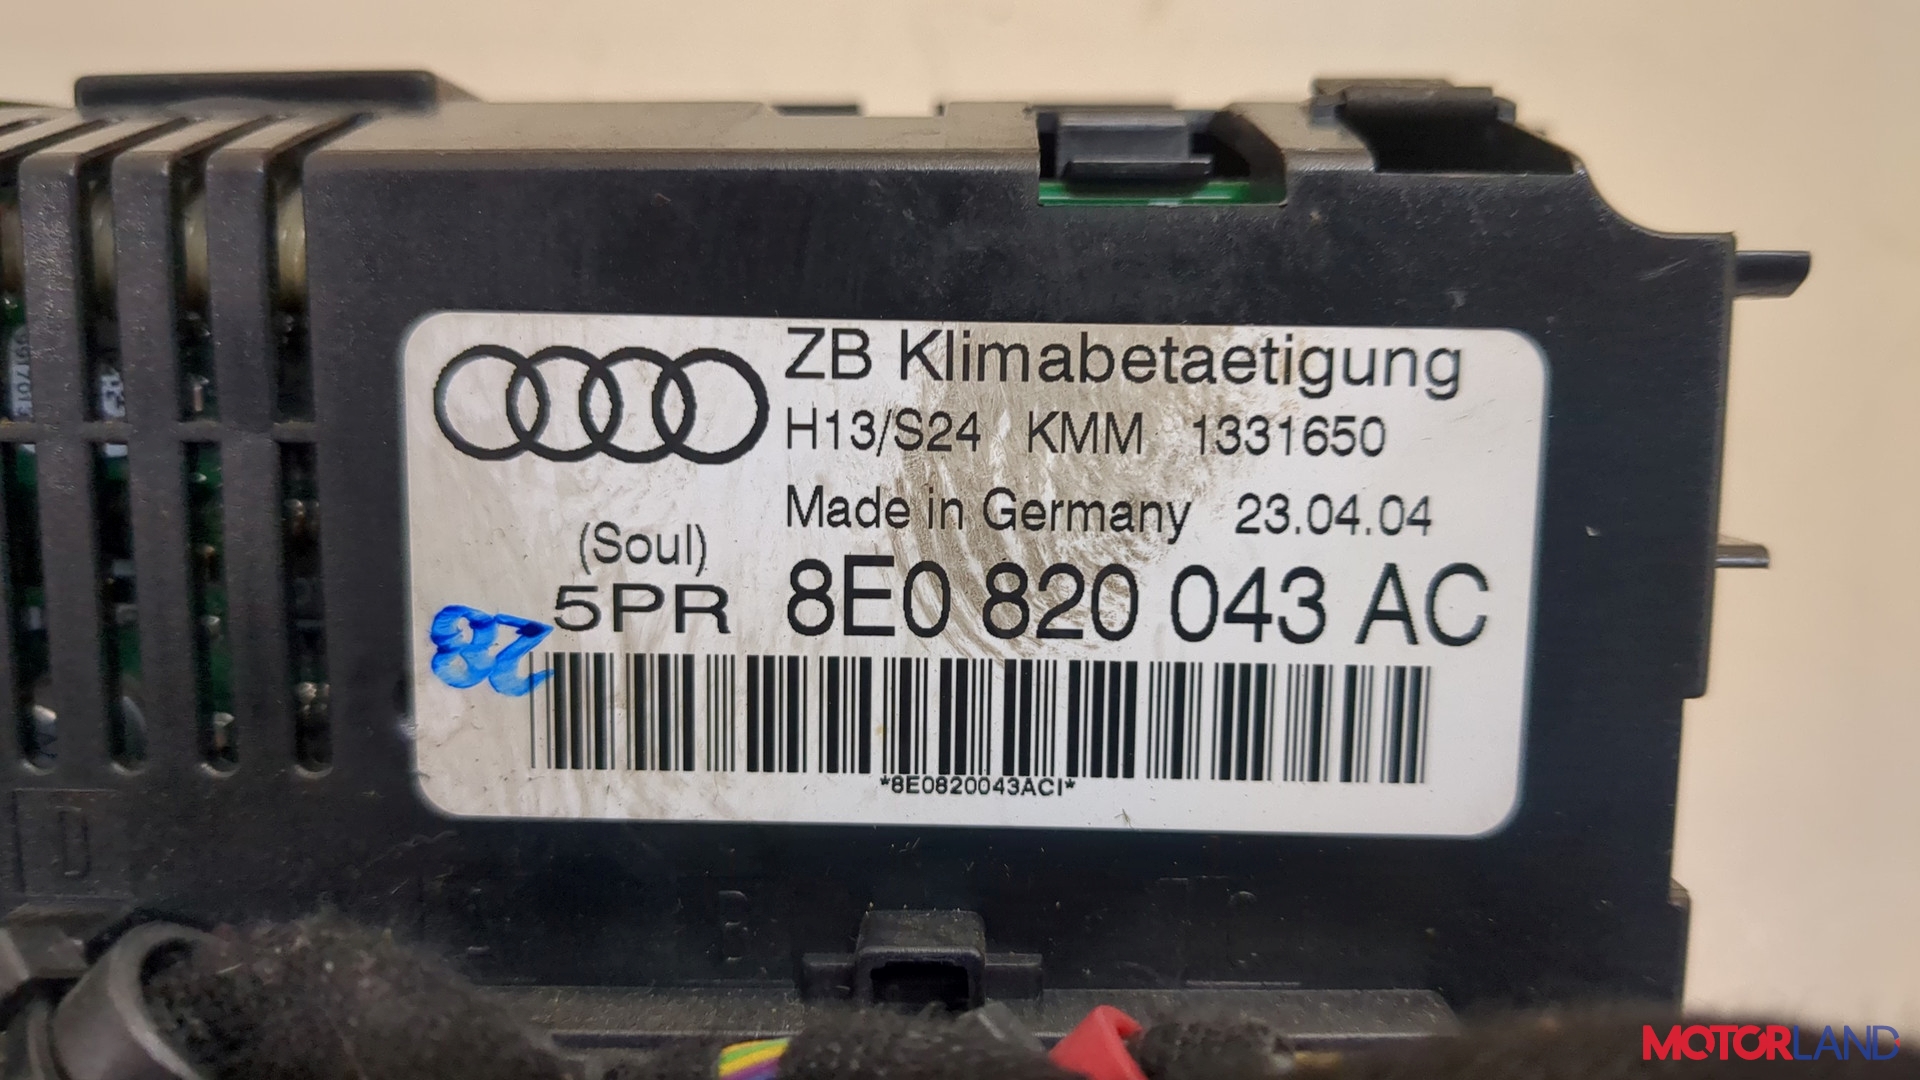 ZB Klimabetaetigung
H13/S24 KMM 1331650
Made in Germany 23.04.04
(Soul)
5PR 8E0 820 043 AC
*8E0820043ACI*
D
B
MOTORLAND